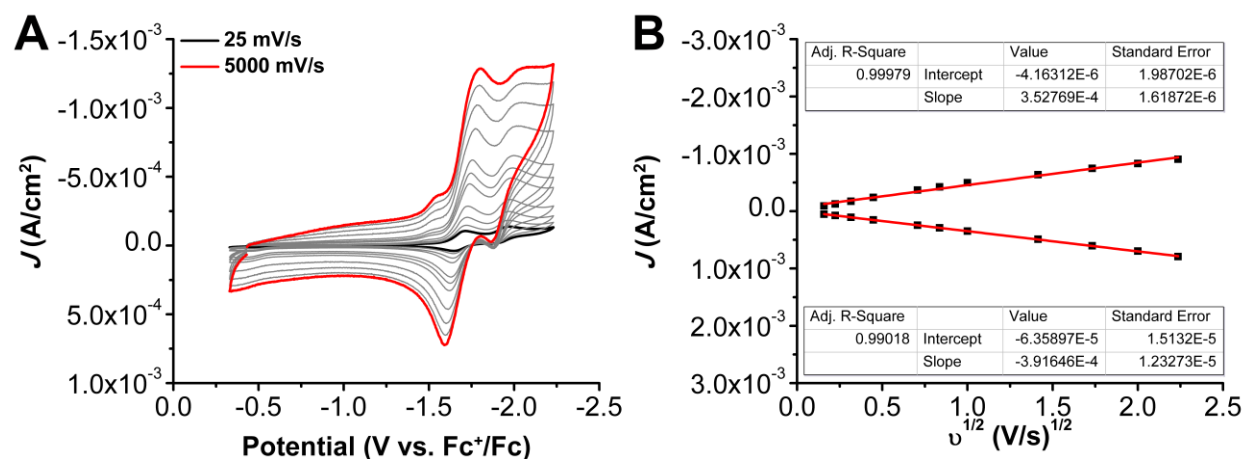 A
25 mV/s
5000 mV/s
-1.5x10⁻³
-1.0x10⁻³
-5.0x10⁻⁴
0.0
5.0x10⁻⁴
1.0x10⁻³
J (A/cm²)
0.0 -0.5 -1.0 -1.5 -2.0 -2.5
Potential (V vs. Fc⁺/Fc)
B
-3.0x10⁻³
-2.0x10⁻³
-1.0x10⁻³
0.0
1.0x10⁻³
2.0x10⁻³
3.0x10⁻³
J (A/cm²)
Adj. R-Square Value Standard Error
0.99979 Intercept -4.16312E-6 1.98702E-6
Slope 3.52769E-4 1.61872E-6
Adj. R-Square Value Standard Error
0.99018 Intercept -6.35897E-5 1.5132E-5
Slope -3.91646E-4 1.23273E-5
0.0 0.5 1.0 1.5 2.0 2.5
υ¹ᐟ² (V/s)¹ᐟ²